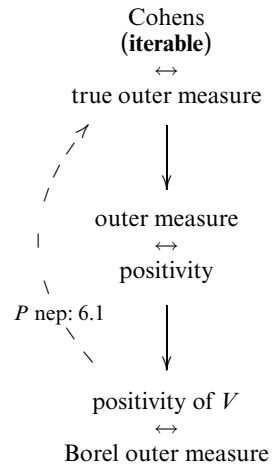 Cohens
(iterable)
↔
true outer measure
outer measure
↔
positivity
P nep: 6.1
positivity of V
↔
Borel outer measure